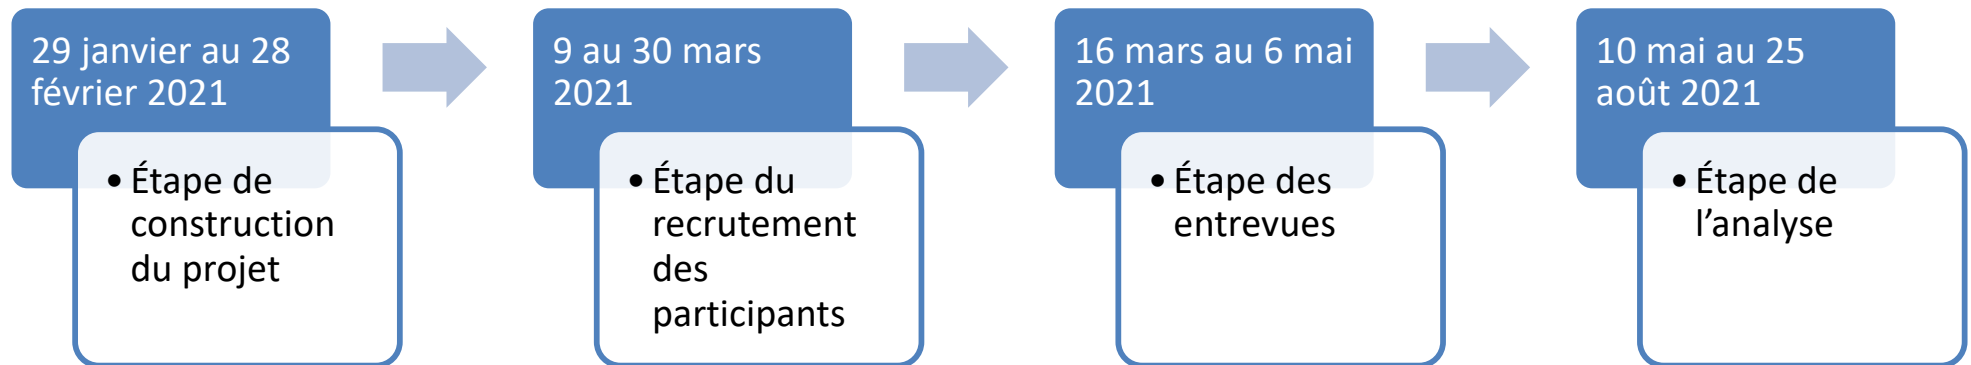 29 janvier au 28
février 2021
• Étape de
construction
du projet
9 au 30 mars
2021
• Étape du
recrutement
des
participants
16 mars au 6 mai
2021
• Étape des
entrevues
10 mai au 25
août 2021
• Étape de
l’analyse